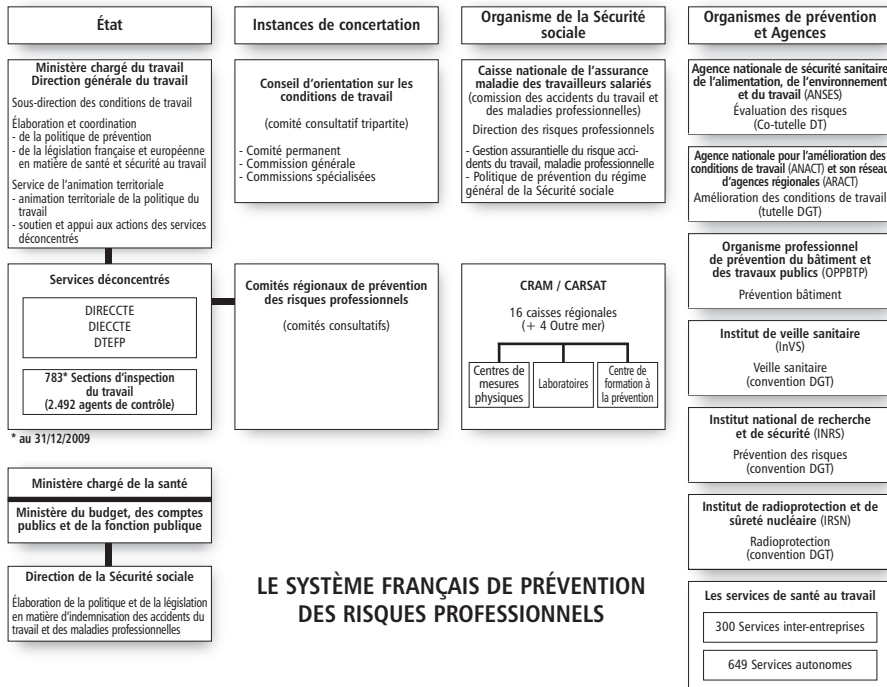 État
Ministère chargé du travail
Direction générale du travail
Sous-direction des conditions de travail
Élaboration et coordination
- de la politique de prévention
- de la législation française et européenne
en matière de santé et sécurité au travail
Service de l'animation territoriale
- animation territoriale de la politique du
travail
- soutien et appui aux actions des services
déconcentrés
Services déconcentrés
DIRECCTE
DIECCTE
DTEFP
783* Sections d'inspection
du travail
(2.492 agents de contrôle)
* au 31/12/2009
Ministère chargé de la santé
Ministère du budget, des comptes
publics et de la fonction publique
Direction de la Sécurité sociale
Élaboration de la politique et de la législation
en matière d'indemnisation des accidents du
travail et des maladies professionnelles
Instances de concertation
Conseil d'orientation sur les
conditions de travail
(comité consultatif tripartite)
- Comité permanent
- Commission générale
- Commissions spécialisées
Comités régionaux de prévention
des risques professionnels
(comités consultatifs)
Organisme de la Sécurité
sociale
Caisse nationale de l'assurance
maladie des travailleurs salariés
(comission des accidents du travail et
des maladies professionnelles)
Direction des risques professionnels
- Gestion assurantielle du risque acci-
dents du travail, maladie professionnelle
- Politique de prévention du régime
général de la Sécurité sociale
CRAM / CARSAT
16 caisses régionales
(+ 4 Outre mer)
Centres de
mesures
physiques
Laboratoires
Centre de
formation à
la prévention
Organismes de prévention
et Agences
Agence nationale de sécurité sanitaire
de l'alimentation, de l'environnement
et du travail (ANSES)
Évaluation des risques
(Co-tutelle DT)
Agence nationale pour l'amélioration des
conditions de travail (ANACT) et son réseau
d'agences régionales (ARACT)
Amélioration des conditions de travail
(tutelle DGT)
Organisme professionnel
de prévention du bâtiment et
des travaux publics (OPPBTP)
Prévention bâtiment
Institut de veille sanitaire
(InVS)
Veille sanitaire
(convention DGT)
Institut national de recherche
et de sécurité (INRS)
Prévention des risques
(convention DGT)
Institut de radioprotection et de
sûreté nucléaire (IRSN)
Radioprotection
(convention DGT)
Les services de santé au travail
300 Services inter-entreprises
649 Services autonomes
LE SYSTÈME FRANÇAIS DE PRÉVENTION
DES RISQUES PROFESSIONNELS